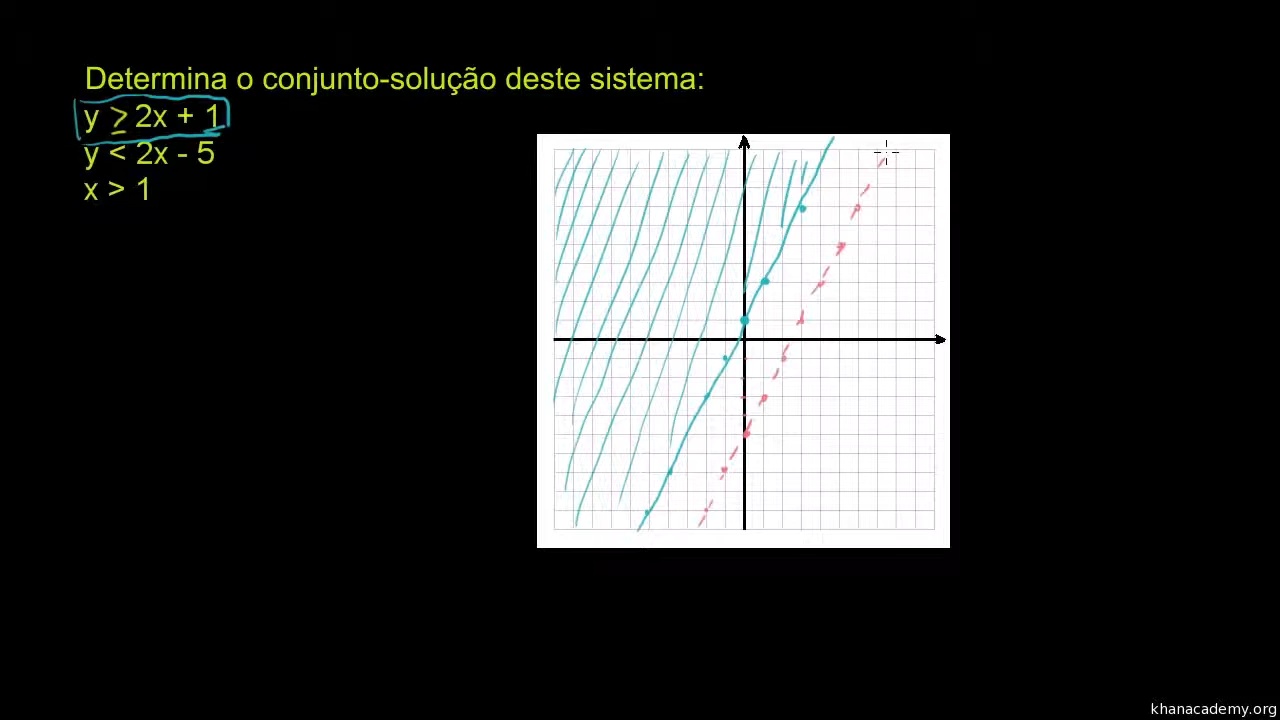 Determina o conjunto-solução deste sistema:
y ≥ 2x + 1
y < 2x - 5
x > 1
khanacademy.org